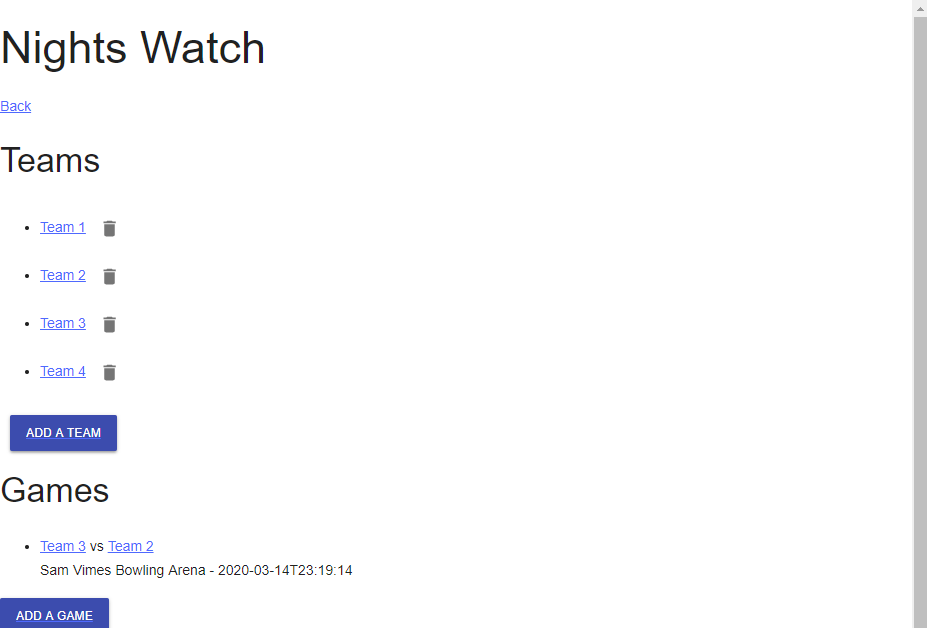 Nights Watch
Back
Teams
Team 1
Team 2
Team 3
Team 4
ADD A TEAM
Games
Team 3 vs Team 2
Sam Vimes Bowling Arena - 2020-03-14T23:19:14
ADD A GAME